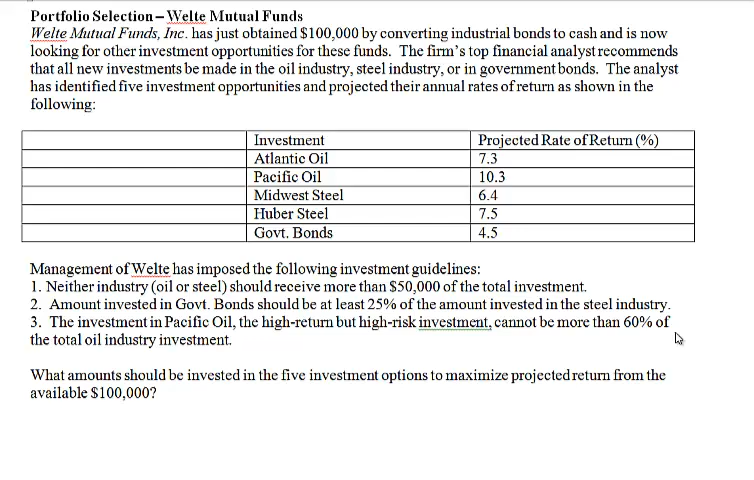 Portfolio Selection – Welte Mutual Funds
Welte Mutual Funds, Inc. has just obtained $100,000 by converting industrial bonds to cash and is now
looking for other investment opportunities for these funds. The firm's top financial analyst recommends
that all new investments be made in the oil industry, steel industry, or in government bonds. The analyst
has identified five investment opportunities and projected their annual rates of return as shown in the
following:
Investment Projected Rate of Return (%)
Atlantic Oil 7.3
Pacific Oil 10.3
Midwest Steel 6.4
Huber Steel 7.5
Govt. Bonds 4.5
Management of Welte has imposed the following investment guidelines:
1. Neither industry (oil or steel) should receive more than $50,000 of the total investment.
2. Amount invested in Govt. Bonds should be at least 25% of the amount invested in the steel industry.
3. The investment in Pacific Oil, the high-return but high-risk investment, cannot be more than 60% of
the total oil industry investment.
What amounts should be invested in the five investment options to maximize projected return from the
available $100,000?